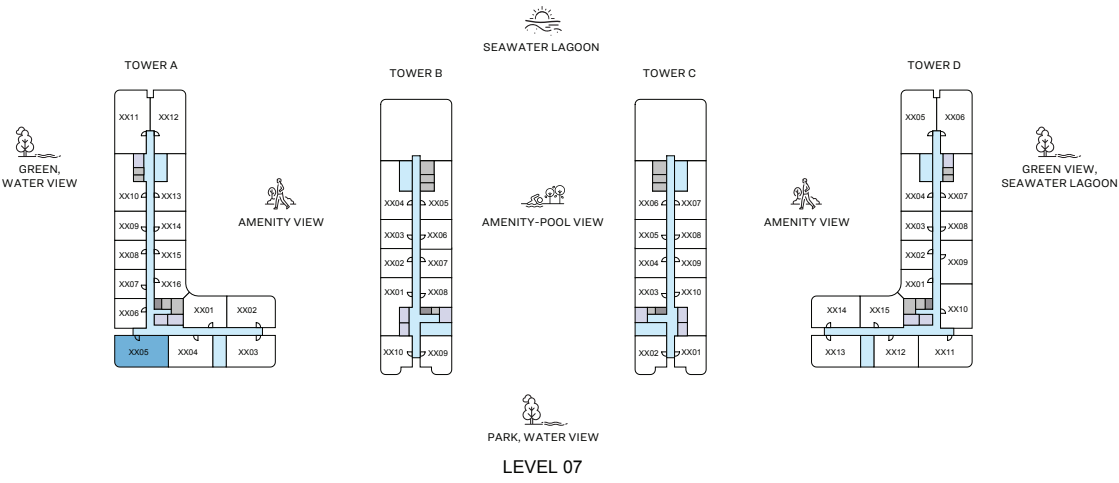 SEAWATER LAGOON
TOWER A
TOWER B
TOWER C
TOWER D
GREEN,
WATER VIEW
AMENITY VIEW
AMENITY-POOL VIEW
AMENITY VIEW
GREEN VIEW,
SEAWATER LAGOON
XX11 XX12
XX10 XX13
XX09 XX14
XX08 XX15
XX07 XX16
XX06 XX01 XX02
XX05 XX04 XX03
XX04 XX05
XX03 XX06
XX02 XX07
XX01 XX08
XX10 XX09
XX06 XX07
XX05 XX08
XX04 XX09
XX03 XX10
XX02 XX01
XX05 XX06
XX04 XX07
XX03 XX08
XX02 XX09
XX01
XX14 XX15 XX10
XX13 XX12 XX11
PARK, WATER VIEW
LEVEL 07